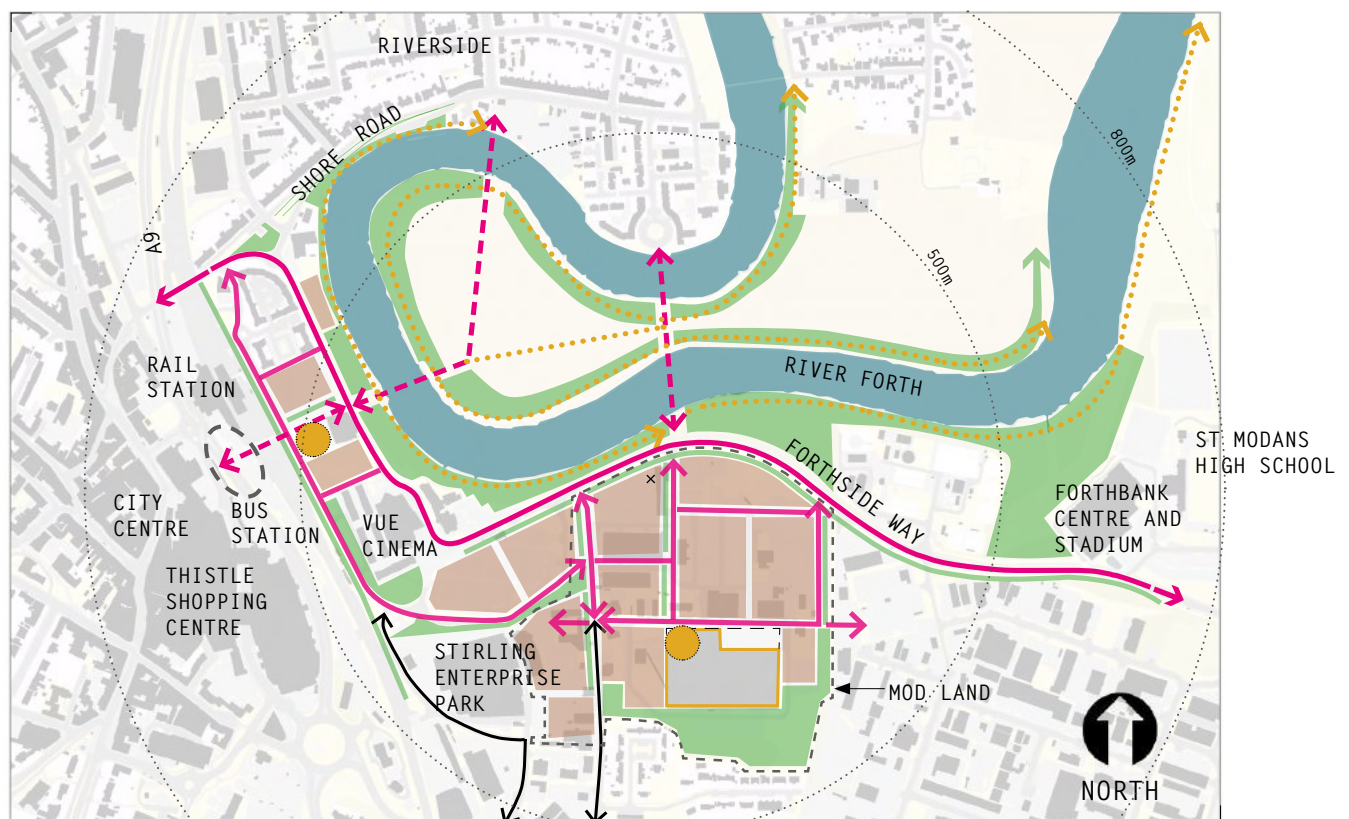 RIVERSIDE
SHORE ROAD
800m
A9
500m
RAIL
STATION
RIVER FORTH
ST MODANS
HIGH SCHOOL
FORTHSIDE WAY
FORTHBANK
CENTRE AND
STADIUM
CITY
CENTRE
BUS
STATION
VUE
CINEMA
THISTLE
SHOPPING
CENTRE
STIRLING
ENTERPRISE
PARK
MOD LAND
NORTH